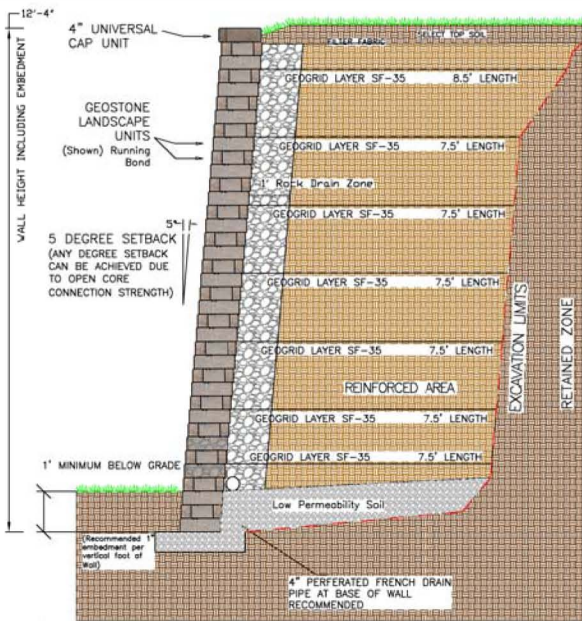 12'-4"
4" UNIVERSAL
CAP UNIT
SELECT TOP SOIL
FILTER FABRIC
GEOGRID LAYER SF-35 8.5' LENGTH
GEOSTONE
LANDSCAPE
UNITS
(Shown) Running
Bond
GEOGRID LAYER SF-35 7.5' LENGTH
1' Rock Drain Zone
WALL HEIGHT INCLUDING EMBEDMENT
GEOGRID LAYER SF-35 7.5' LENGTH
5°
5 DEGREE SETBACK
(ANY DEGREE SETBACK
CAN BE ACHIEVED DUE
TO OPEN CORE
CONNECTION STRENGTH)
GEOGRID LAYER SF-35 7.5' LENGTH
EXCAVATION LIMITS
RETAINED ZONE
GEOGRID LAYER SF-35 7.5' LENGTH
REINFORCED AREA
GEOGRID LAYER SF-35 7.5' LENGTH
1' MINIMUM BELOW GRADE
GEOGRID LAYER SF-35 7.5' LENGTH
Low Permeability Soil
(Recommended 1"
embedment per
vertical foot of
Wall)
4" PERFERATED FRENCH DRAIN
PIPE AT BASE OF WALL
RECOMMENDED